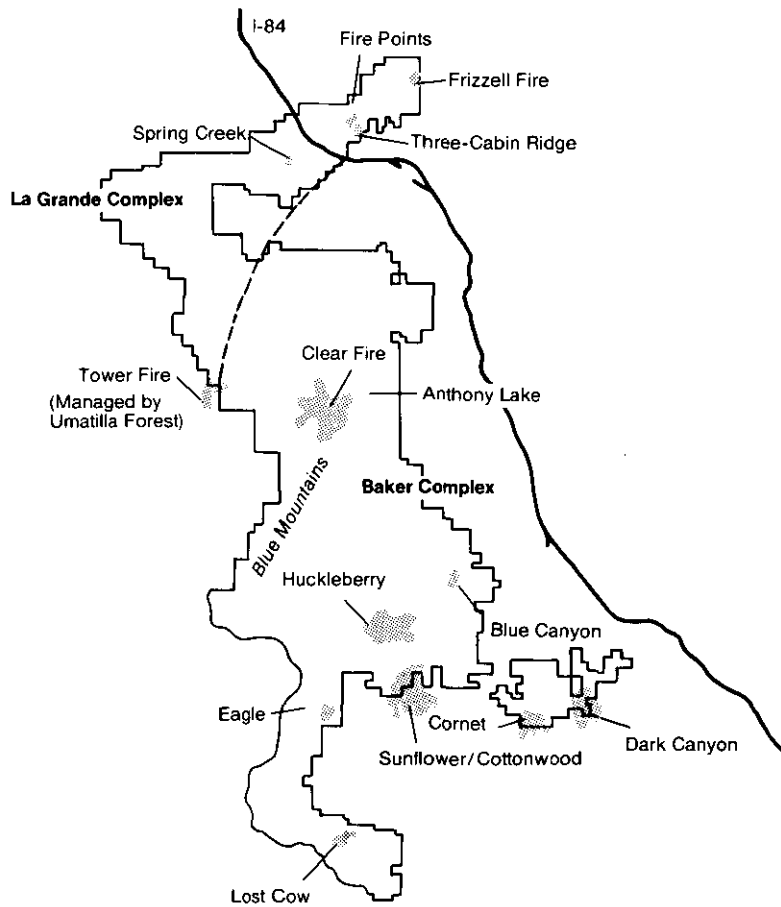 I-84
Fire Points
Frizzell Fire
Spring Creek
Three-Cabin Ridge
La Grande Complex
Clear Fire
Tower Fire
(Managed by
Umatilla Forest)
Anthony Lake
Baker Complex
Blue Mountains
Huckleberry
Blue Canyon
Eagle
Cornet
Dark Canyon
Sunflower/Cottonwood
Lost Cow